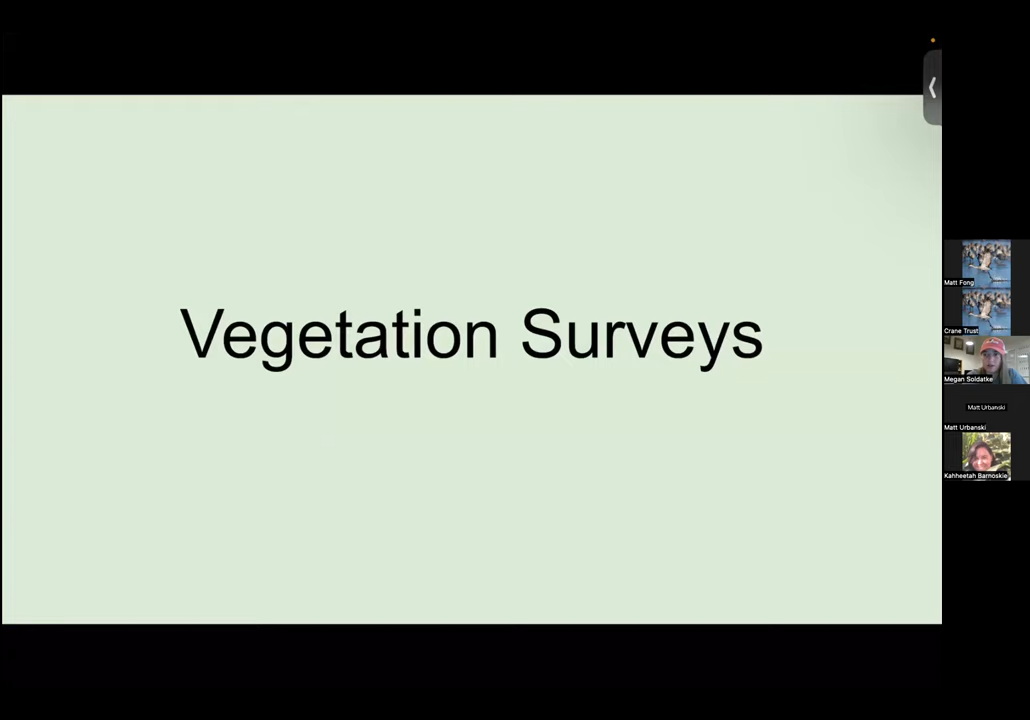 Vegetation Surveys
Matt Fong
Crane Trust
Megan Soldatke
Matt Urbanski
Matt Urbanski
Kahheetah Barnoskie